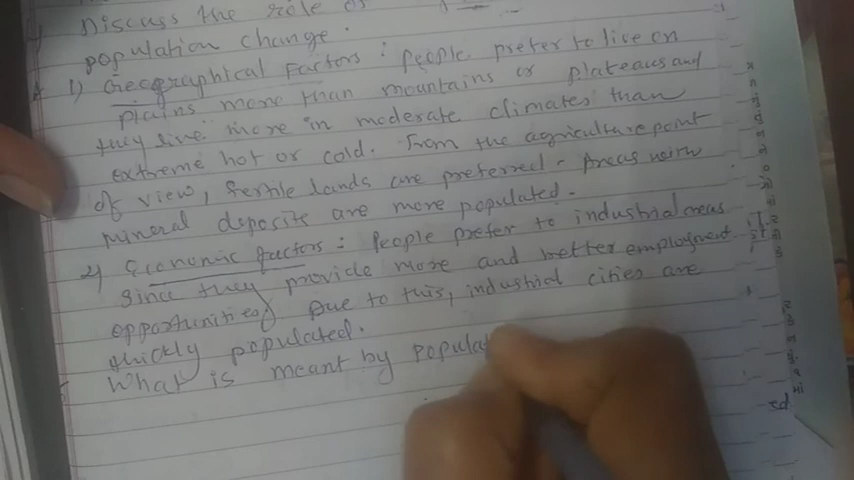 Discuss the role of
population change.
1) Geographical Factors: People prefer to live on
plains more than mountains or plateaus and
they live more in moderate climates than
extreme hot or cold. From the agriculture point
of view, fertile lands are preferred. Areas with
mineral deposite are more populated.
2) Economic factors: People prefer to industrial areas
since they provide more and better employment
opportunities. Due to this, industrial cities are
thickly populated.
What is meant by populat